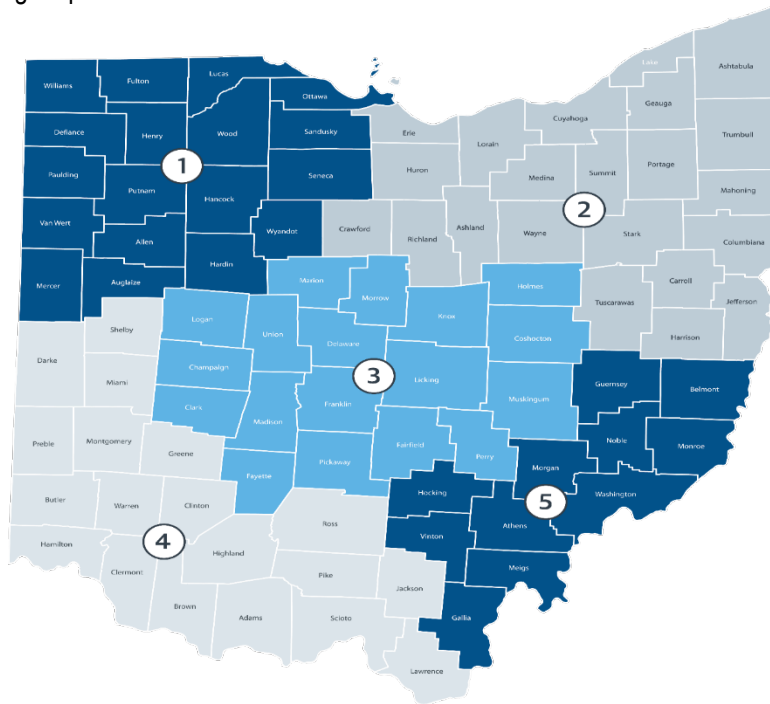 Williams
Fulton
Lucas
Ottawa
Defiance
Henry
Wood
Sandusky
Paulding
Putnam
Hancock
Seneca
Van Wert
Allen
Wyandot
Mercer
Auglaize
Hardin
1
Lake
Ashtabula
Geauga
Cuyahoga
Erie
Lorain
Trumbull
Huron
Medina
Summit
Portage
Mahoning
Crawford
Richland
Ashland
Wayne
Stark
Columbiana
Tuscarawas
Carroll
Jefferson
Harrison
2
Marion
Morrow
Holmes
Logan
Union
Knox
Coshocton
Delaware
Champaign
Licking
Muskingum
Clark
Madison
Franklin
Fairfield
Perry
Fayette
Pickaway
3
Shelby
Darke
Miami
Preble
Montgomery
Greene
Butler
Warren
Clinton
Ross
Hamilton
Clermont
Highland
Pike
Jackson
Brown
Adams
Scioto
Lawrence
4
Guernsey
Belmont
Noble
Monroe
Morgan
Washington
Hocking
Athens
Vinton
Meigs
Gallia
5